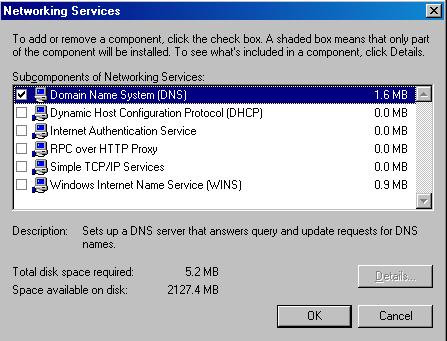 Networking Services
To add or remove a component, click the check box. A shaded box means that only part
of the component will be installed. To see what's included in a component, click Details.
Subcomponents of Networking Services:
Domain Name System (DNS) 1.6 MB
Dynamic Host Configuration Protocol (DHCP) 0.0 MB
Internet Authentication Service 0.0 MB
RPC over HTTP Proxy 0.0 MB
Simple TCP/IP Services 0.0 MB
Windows Internet Name Service (WINS) 0.9 MB
Description: Sets up a DNS server that answers query and update requests for DNS
names.
Total disk space required: 5.2 MB
Space available on disk: 2127.4 MB
Details...
OK Cancel